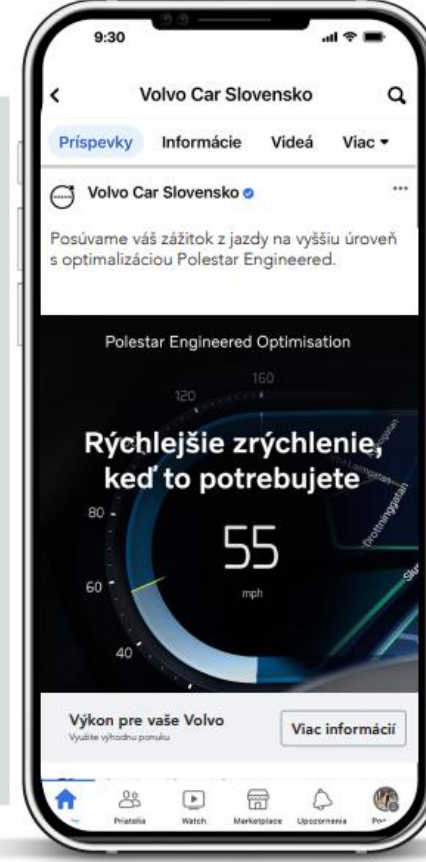 9:30
Volvo Car Slovensko
Príspevky Informácie Videá Viac
Volvo Car Slovensko
Posúvame váš zážitok z jazdy na vyššiu úroveň
s optimalizáciou Polestar Engineered.
Polestar Engineered Optimisation
160
120
Rýchlejšie zrýchlenie,
keď to potrebujete
80
55
mph
60
40
Drottninggatan
Výkon pre vaše Volvo
Využite výhodnu ponuku
Viac informácií
Priatelia Watch Marketplace Upozornenia